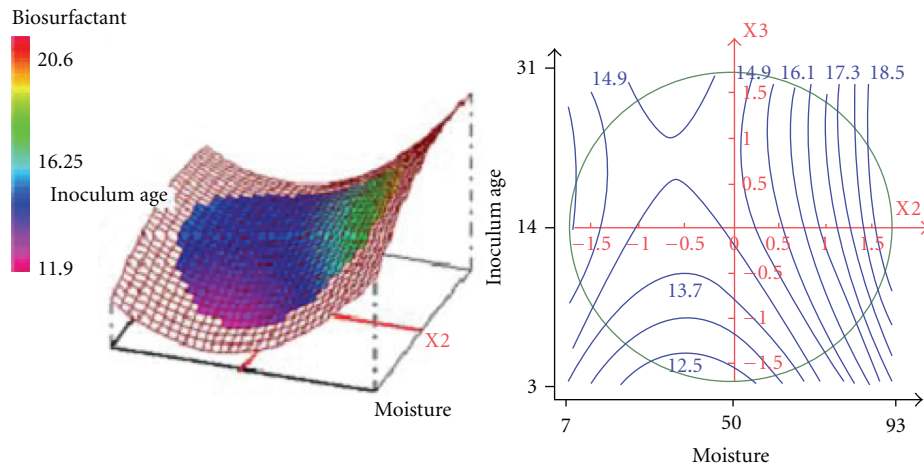 Biosurfactant
20.6
16.25
11.9
Inoculum age
X2
Moisture
X3
31
14
3
Inoculum age
14.9
14.9 16.1 17.3 18.5
1.5
1
0.5
X2
−1.5 −1 −0.5 0 0.5 1 1.5
−0.5
13.7
−1
12.5
−1.5
7 50 93
Moisture